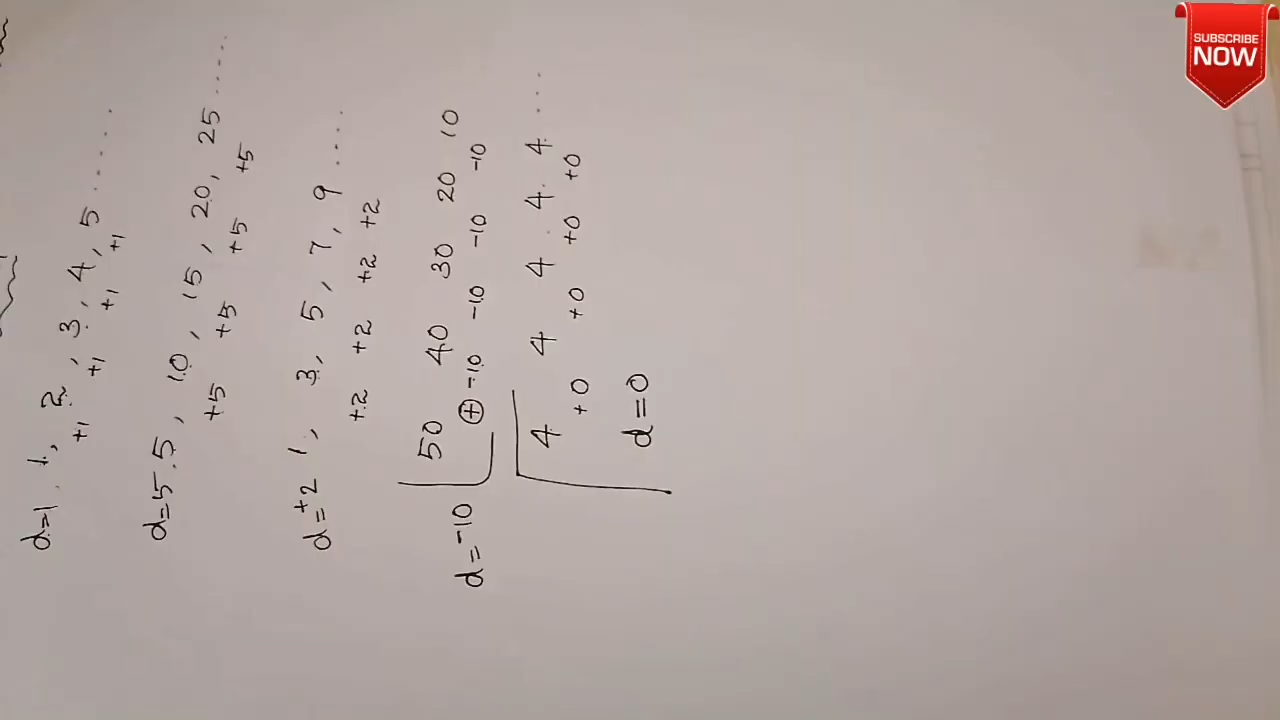 d=1 1, 2, 3, 4, 5 .....
+1 +1 +1 +1
d=5 5, 10, 15, 20, 25 .....
+5 +5 +5 +5
d=+2 1, 3, 5, 7, 9 ....
+2 +2 +2 +2
d=-10 50 40 30 20 10
⊕-10 -10 -10 -10
4 4 4 4 4 ....
+0 +0 +0 +0
d=0
SUBSCRIBE
NOW